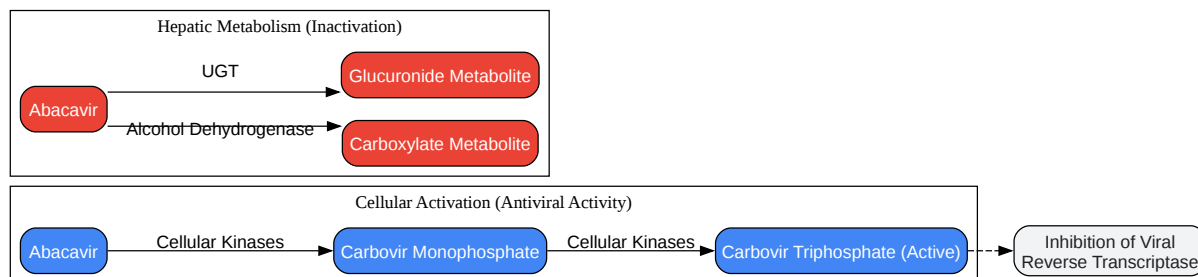 Hepatic Metabolism (Inactivation)
UGT
Glucuronide Metabolite
Abacavir
Alcohol Dehydrogenase
Carboxylate Metabolite
Cellular Activation (Antiviral Activity)
Abacavir
Cellular Kinases
Carbovir Monophosphate
Cellular Kinases
Carbovir Triphosphate (Active)
Inhibition of Viral
Reverse Transcriptase